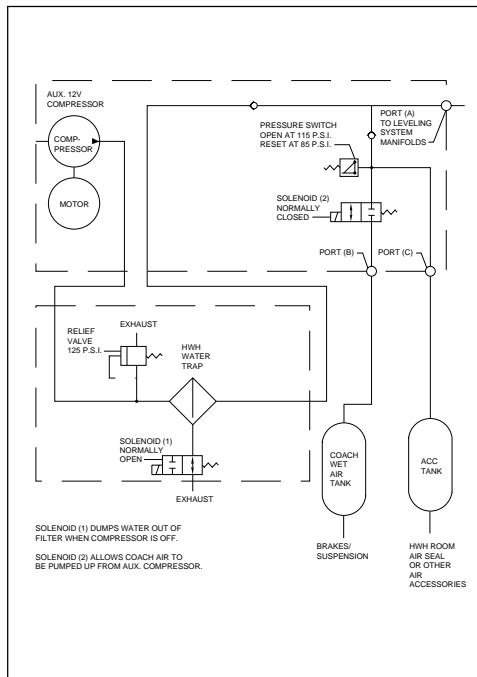 AUX. 12V
COMPRESSOR
COMP-
PRESSOR
MOTOR
PRESSURE SWITCH
OPEN AT 115 P.S.I.
RESET AT 85 P.S.I.
PORT (A)
TO LEVELING
SYSTEM
MANIFOLDS
SOLENOID (2)
NORMALLY
CLOSED
PORT (B)
PORT (C)
EXHAUST
RELIEF
VALVE
125 P.S.I.
HWH
WATER
TRAP
SOLENOID (1)
NORMALLY
OPEN
EXHAUST
COACH
WET
AIR
TANK
ACC
TANK
SOLENOID (1) DUMPS WATER OUT OF
FILTER WHEN COMPRESSOR IS OFF.
SOLENOID (2) ALLOWS COACH AIR TO
BE PUMPED UP FROM AUX. COMPRESSOR.
BRAKES/
SUSPENSION
HWH ROOM
AIR SEAL
OR OTHER
AIR
ACCESSORIES